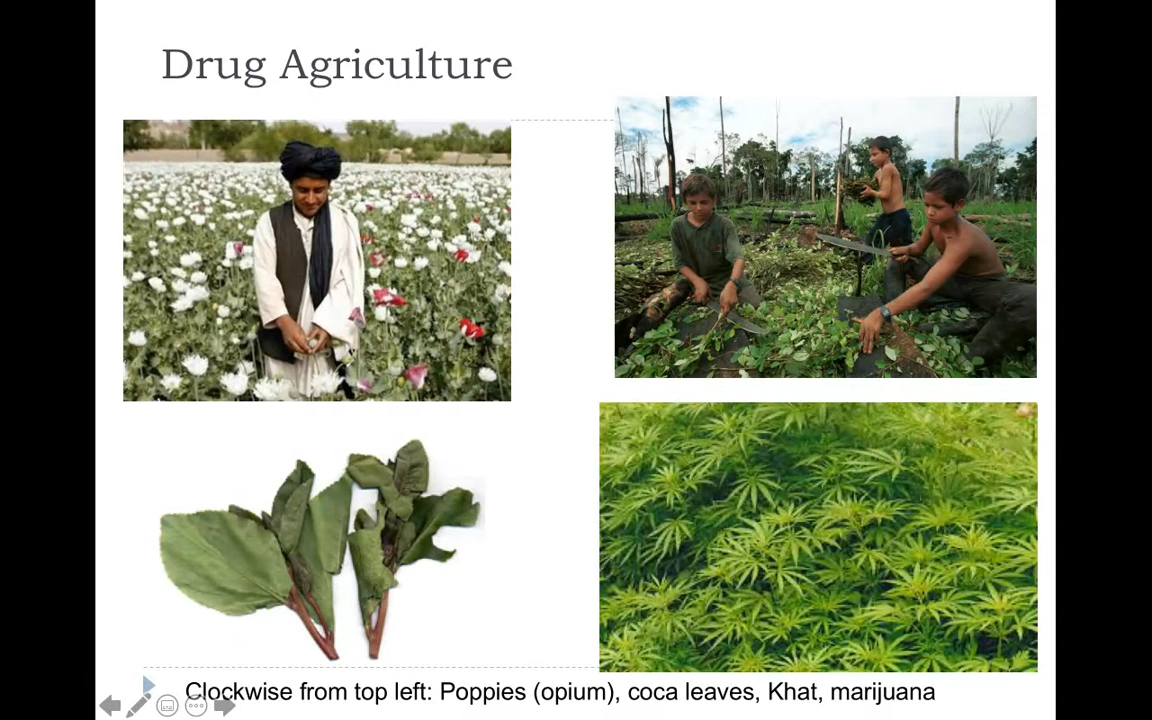 Drug Agriculture
Clockwise from top left: Poppies (opium), coca leaves, Khat, marijuana